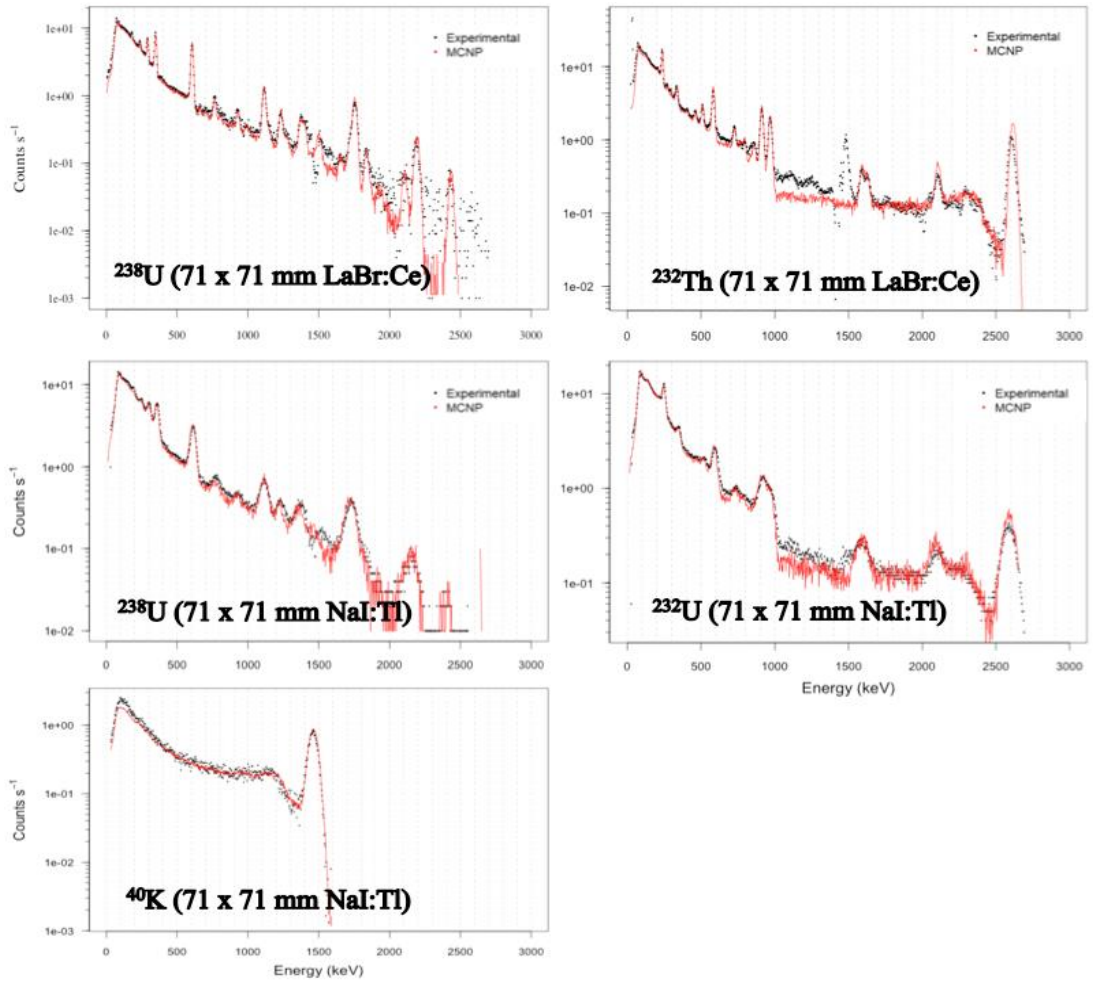 Experimental
MCNP
Counts s⁻¹
1e+01
1e+00
1e-01
1e-02
1e-03
²³⁸U (71 x 71 mm LaBr:Ce)
0 500 1000 1500 2000 2500 3000
Experimental
MCNP
1e+01
1e+00
1e-01
1e-02
²³²Th (71 x 71 mm LaBr:Ce)
0 500 1000 1500 2000 2500 3000
Experimental
MCNP
Counts s⁻¹
1e+01
1e+00
1e-01
1e-02
²³⁸U (71 x 71 mm NaI:Tl)
0 500 1000 1500 2000 2500 3000
Experimental
MCNP
1e+01
1e+00
1e-01
²³²U (71 x 71 mm NaI:Tl)
0 500 1000 1500 2000 2500 3000
Energy (keV)
Counts s⁻¹
1e+00
1e-01
1e-02
1e-03
⁴⁰K (71 x 71 mm NaI:Tl)
0 500 1000 1500 2000 2500 3000
Energy (keV)